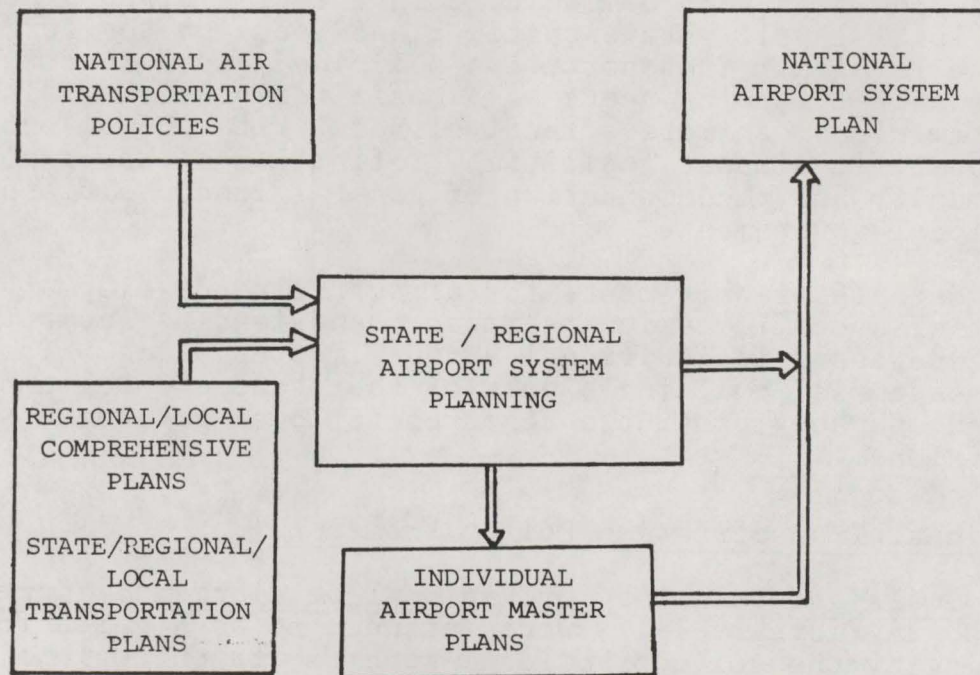 NATIONAL AIR
TRANSPORTATION
POLICIES
NATIONAL
AIRPORT SYSTEM
PLAN
STATE / REGIONAL
AIRPORT SYSTEM
PLANNING
REGIONAL/LOCAL
COMPREHENSIVE
PLANS
STATE/REGIONAL/
LOCAL
TRANSPORTATION
PLANS
INDIVIDUAL
AIRPORT MASTER
PLANS